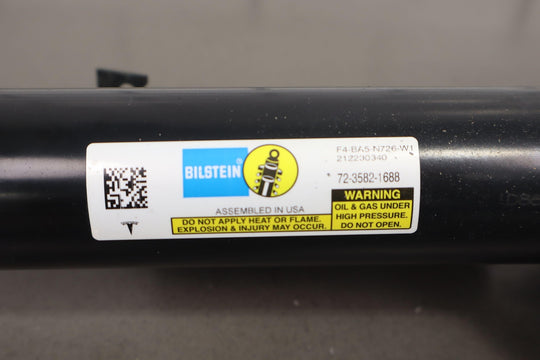 BILSTEIN®
F4-BA5-N726-W1
212230340
72-3582-1688
ASSEMBLED IN USA
DO NOT APPLY HEAT OR FLAME.
EXPLOSION & INJURY MAY OCCUR.
WARNING
OIL & GAS UNDER
HIGH PRESSURE.
DO NOT OPEN.